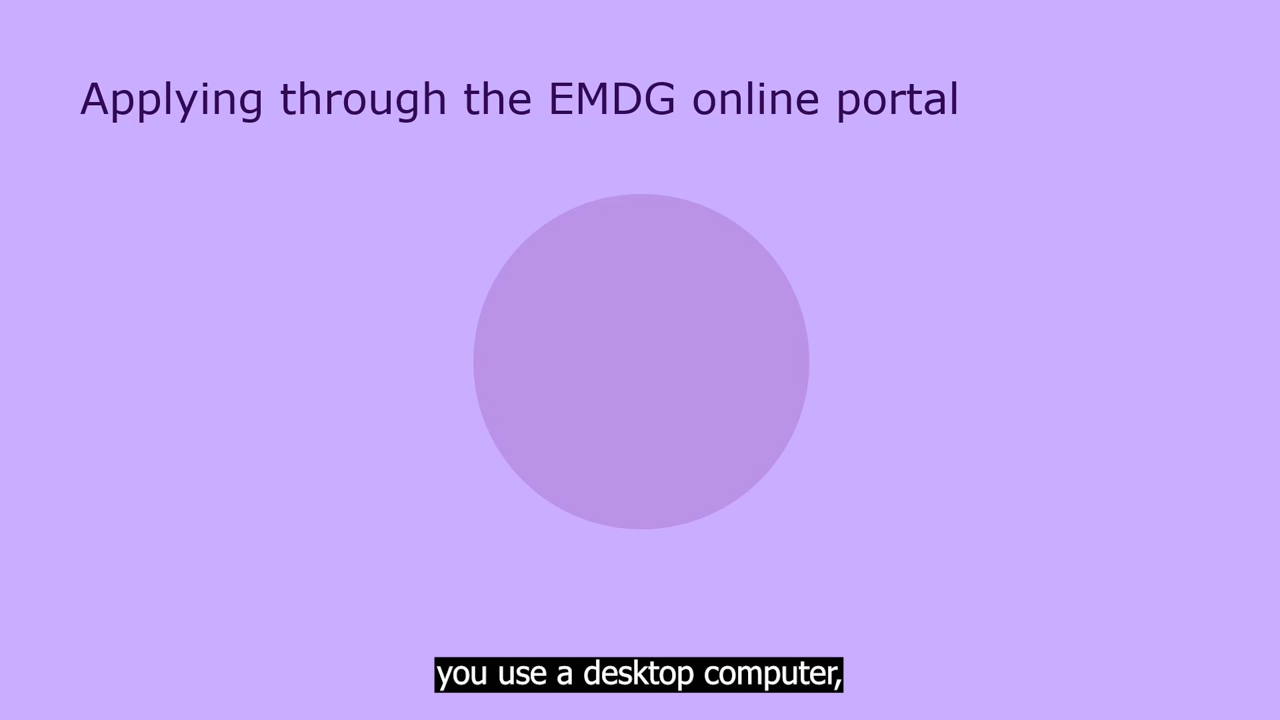 Applying through the EMDG online portal
you use a desktop computer,